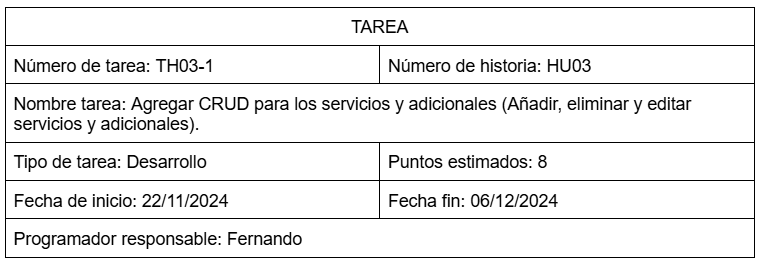 TAREA
Número de tarea: TH03-1
Número de historia: HU03
Nombre tarea: Agregar CRUD para los servicios y adicionales (Añadir, eliminar y editar
servicios y adicionales).
Tipo de tarea: Desarrollo
Puntos estimados: 8
Fecha de inicio: 22/11/2024
Fecha fin: 06/12/2024
Programador responsable: Fernando